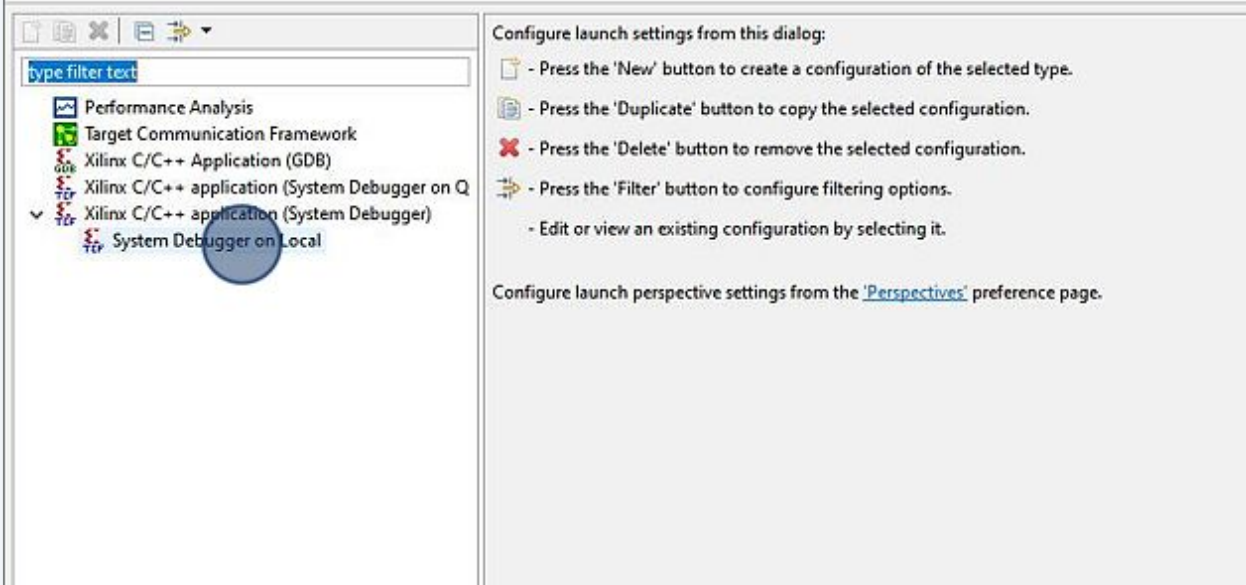 type filter text
Performance Analysis
Target Communication Framework
Xilinx C/C++ Application (GDB)
Xilinx C/C++ application (System Debugger on Q
Xilinx C/C++ application (System Debugger)
System Debugger on Local
Configure launch settings from this dialog:
- Press the 'New' button to create a configuration of the selected type.
- Press the 'Duplicate' button to copy the selected configuration.
- Press the 'Delete' button to remove the selected configuration.
- Press the 'Filter' button to configure filtering options.
- Edit or view an existing configuration by selecting it.
Configure launch perspective settings from the 'Perspectives' preference page.